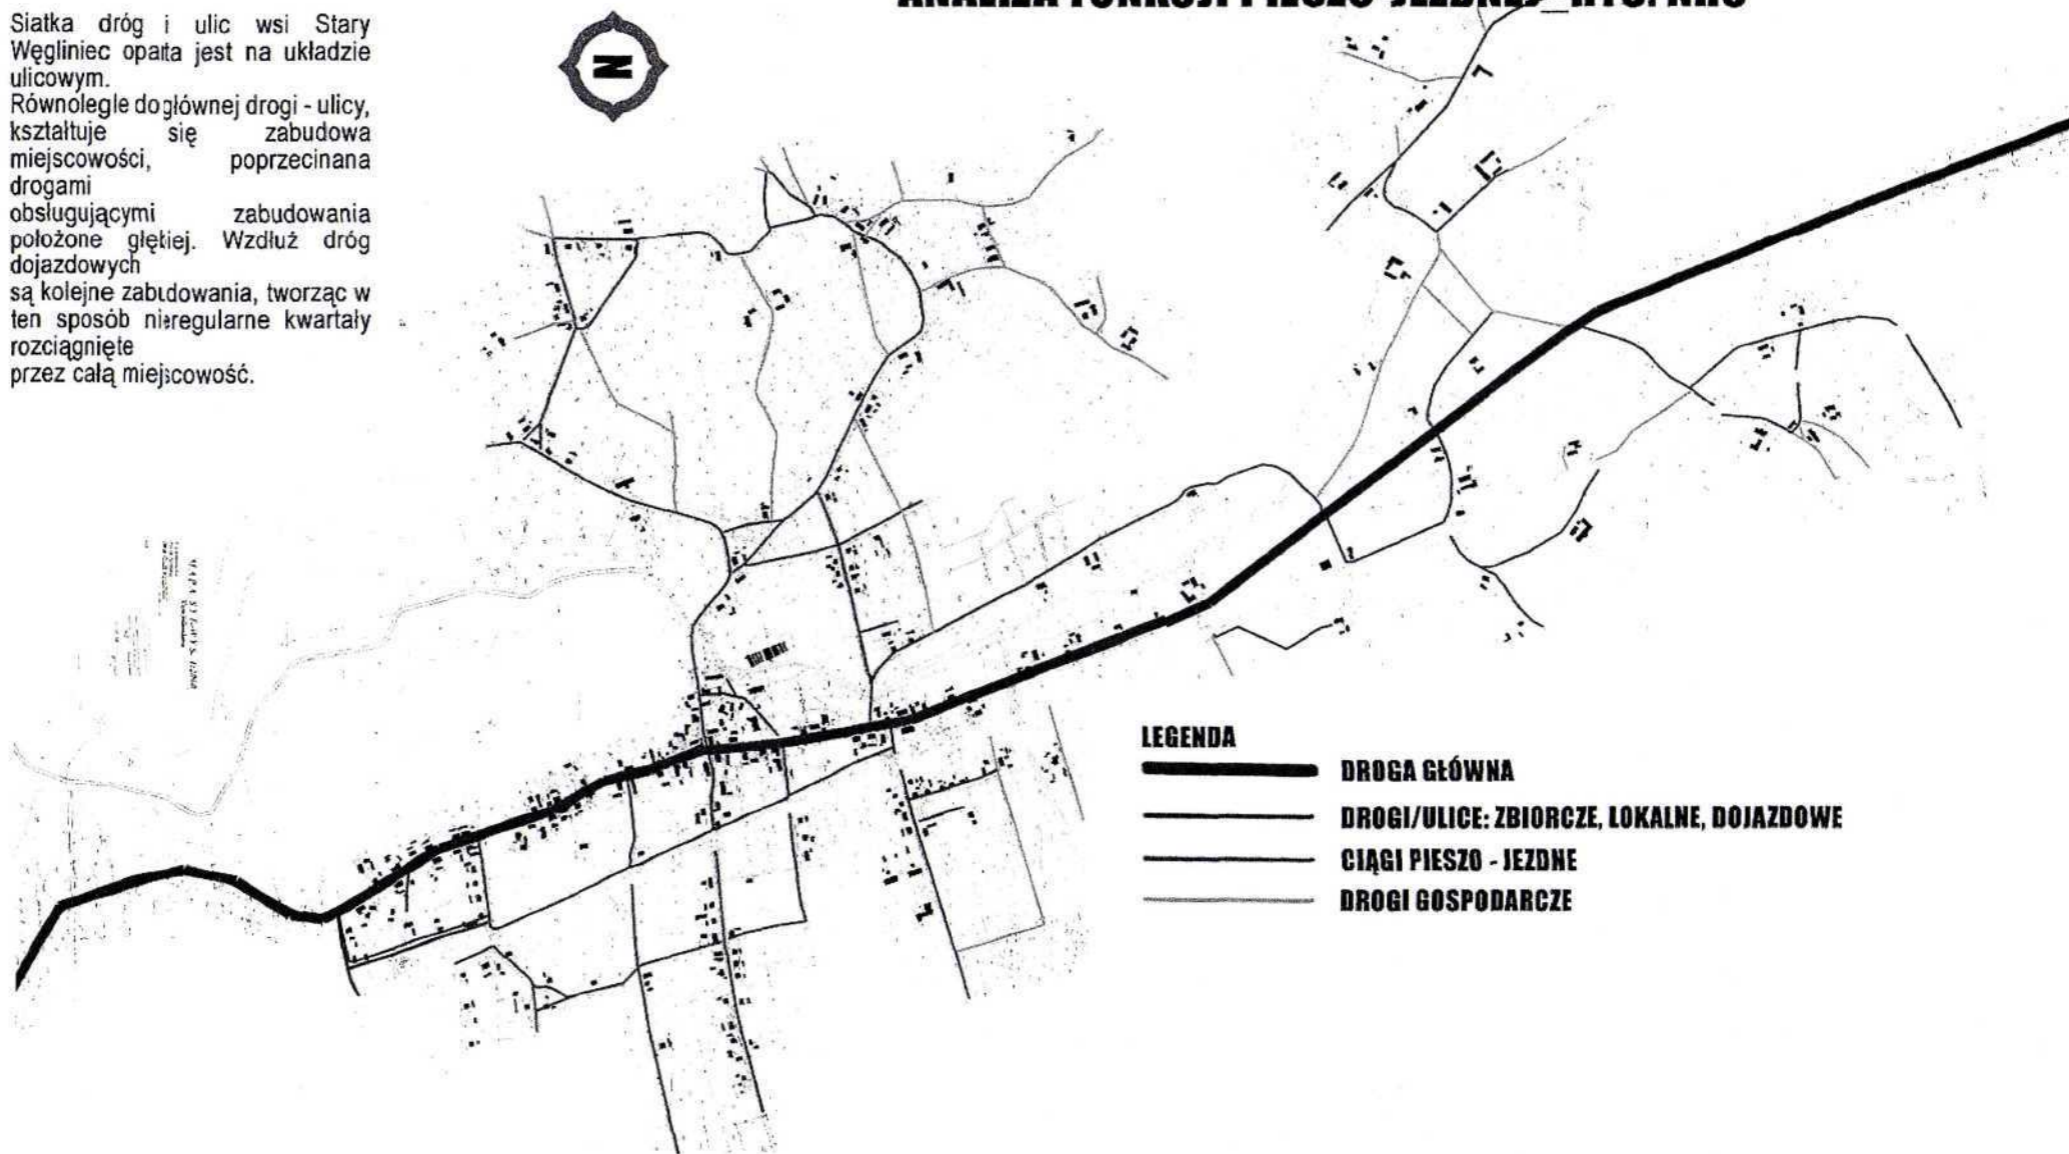 Siatka dróg i ulic wsi Stary
Węgliniec oparta jest na układzie
ulicowym.
Równolegle do głównej drogi - ulicy,
kształtuje się zabudowa
miejscowości, poprzecinana
drogami
obsługującymi zabudowania
położone głębiej. Wzdłuż dróg
dojazdowych
są kolejne zabudowania, tworząc w
ten sposób nieregularne kwartały
rozciągnięte
przez całą miejscowość.
N
LEGENDA
DROGA GŁÓWNA
DROGI/ULICE: ZBIORCZE, LOKALNE, DOJAZDOWE
CIĄGI PIESZO - JEZDNE
DROGI GOSPODARCZE